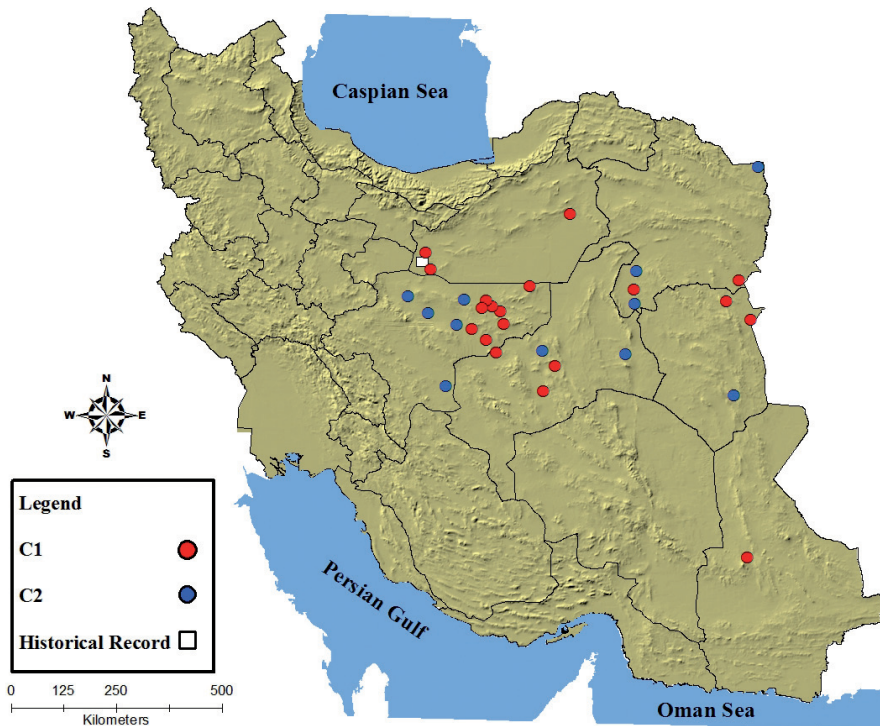 Caspian Sea
N
W E
S
Legend
C1
C2
Historical Record
Persian Gulf
0 125 250 500
Kilometers
Oman Sea